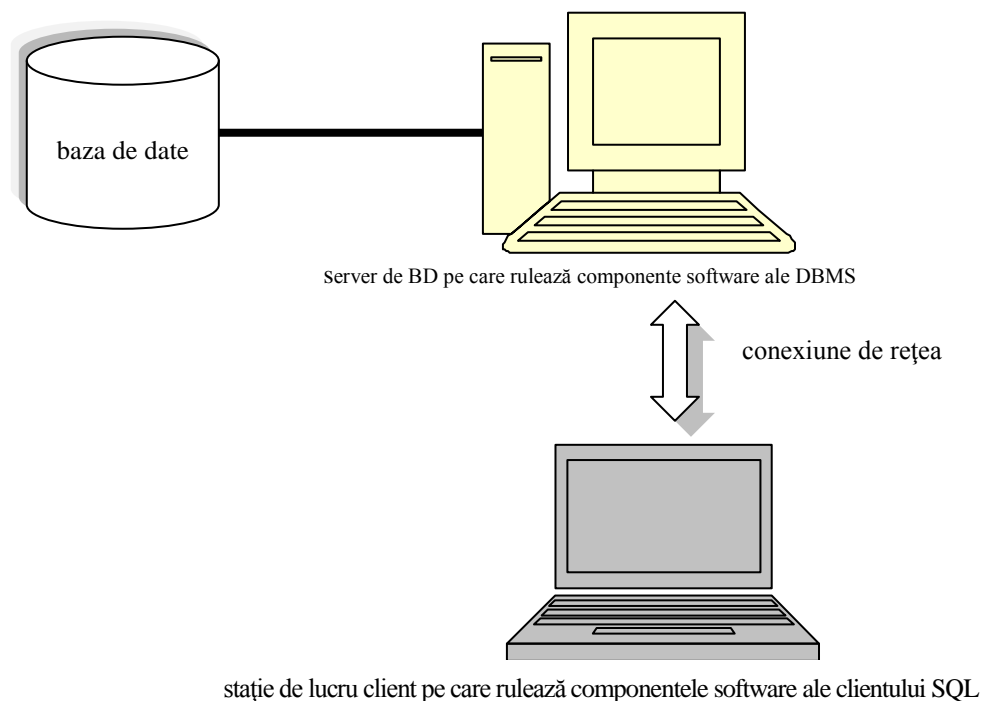 baza de date
server de BD pe care rulează componente software ale DBMS
conexiune de reţea
staţie de lucru client pe care rulează componentele software ale clientului SQL